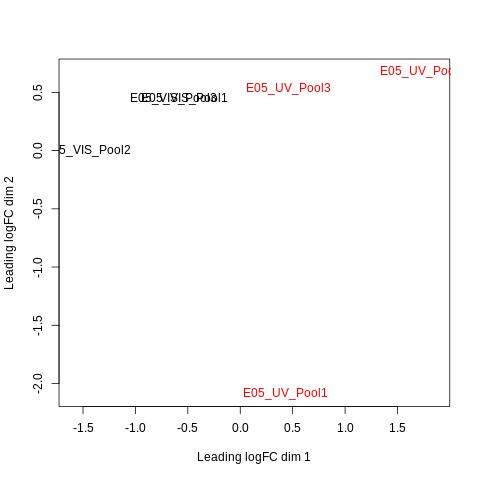 E05_UV_Poo
E05_UV_Pool3
E05_VIS_Pool3
E05_VIS_Pool1
5_VIS_Pool2
E05_UV_Pool1
0.5
0.0
-0.5
-1.0
-1.5
-2.0
Leading logFC dim 2
-1.5 -1.0 -0.5 0.0 0.5 1.0 1.5
Leading logFC dim 1